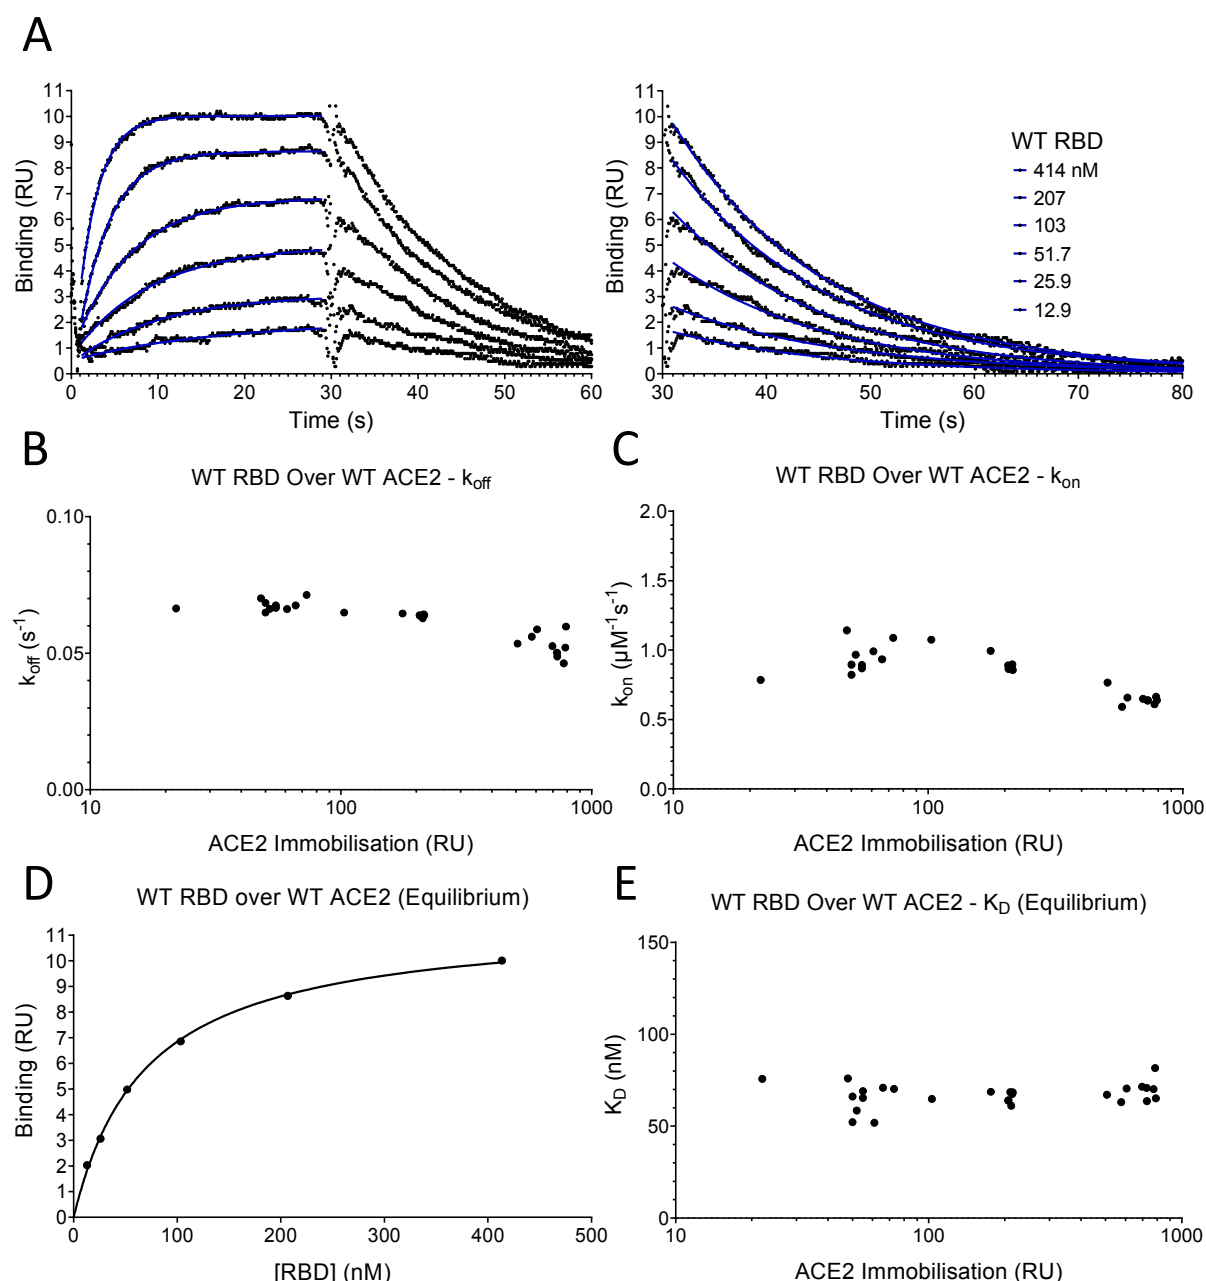 A
11
10
9
8
7
6
5
4
3
2
1
0
Binding (RU)
0 10 20 30 40 50 60
Time (s)
11
10
9
8
7
6
5
4
3
2
1
0
Binding (RU)
30 40 50 60 70 80
Time (s)
WT RBD
414 nM
207
103
51.7
25.9
12.9
B
WT RBD Over WT ACE2 - koff
0.10
0.05
0.00
koff (s⁻¹)
10 100 1000
ACE2 Immobilisation (RU)
C
WT RBD Over WT ACE2 - kon
2.0
1.5
1.0
0.5
0.0
kon (µM⁻¹s⁻¹)
10 100 1000
ACE2 Immobilisation (RU)
D
WT RBD over WT ACE2 (Equilibrium)
11
10
9
8
7
6
5
4
3
2
1
0
Binding (RU)
0 100 200 300 400 500
[RBD] (nM)
E
WT RBD Over WT ACE2 - KD (Equilibrium)
150
100
50
0
KD (nM)
10 100 1000
ACE2 Immobilisation (RU)